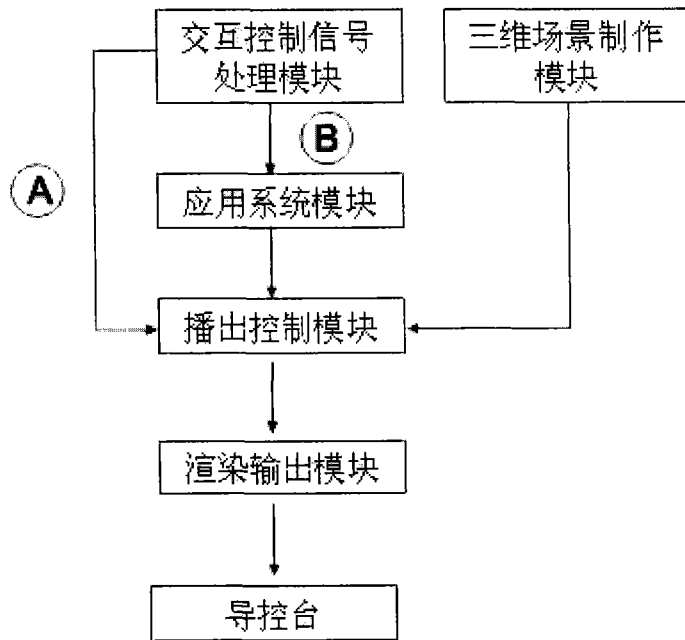 交互控制信号
处理模块
三维场景制作
模块
A
B
应用系统模块
播出控制模块
渲染输出模块
导控台